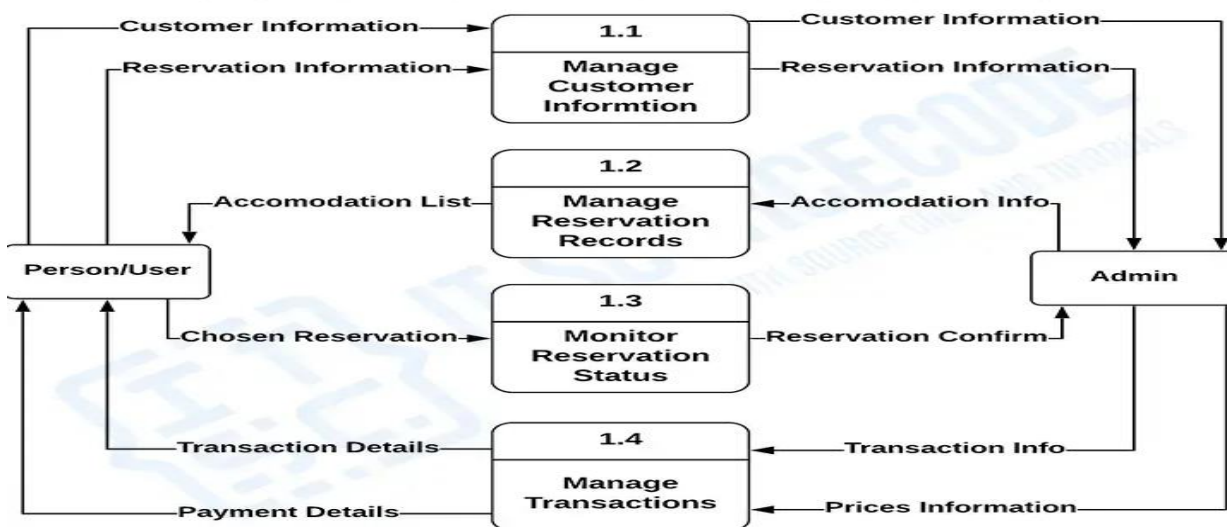 Customer Information
1.1
Customer Information
Reservation Information
Manage
Customer
Informtion
Reservation Information
1.2
Accomodation List
Manage
Reservation
Records
Accomodation Info
Person/User
Admin
1.3
Chosen Reservation
Monitor
Reservation
Status
Reservation Confirm
1.4
Transaction Details
Transaction Info
Manage
Transactions
Payment Details
Prices Information